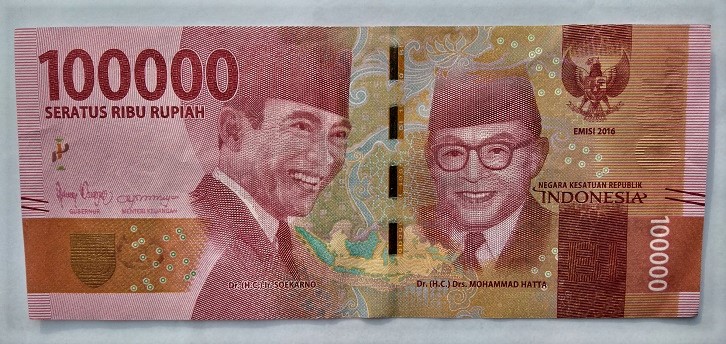 100000
SERATUS RIBU RUPIAH
EMISI 2016
NEGARA KESATUAN REPUBLIK
INDONESIA
GUBERNUR
MENTERI KEUANGAN
100000
Dr. (H.C.) Ir. SOEKARNO
Dr. (H.C.) Drs. MOHAMMAD HATTA